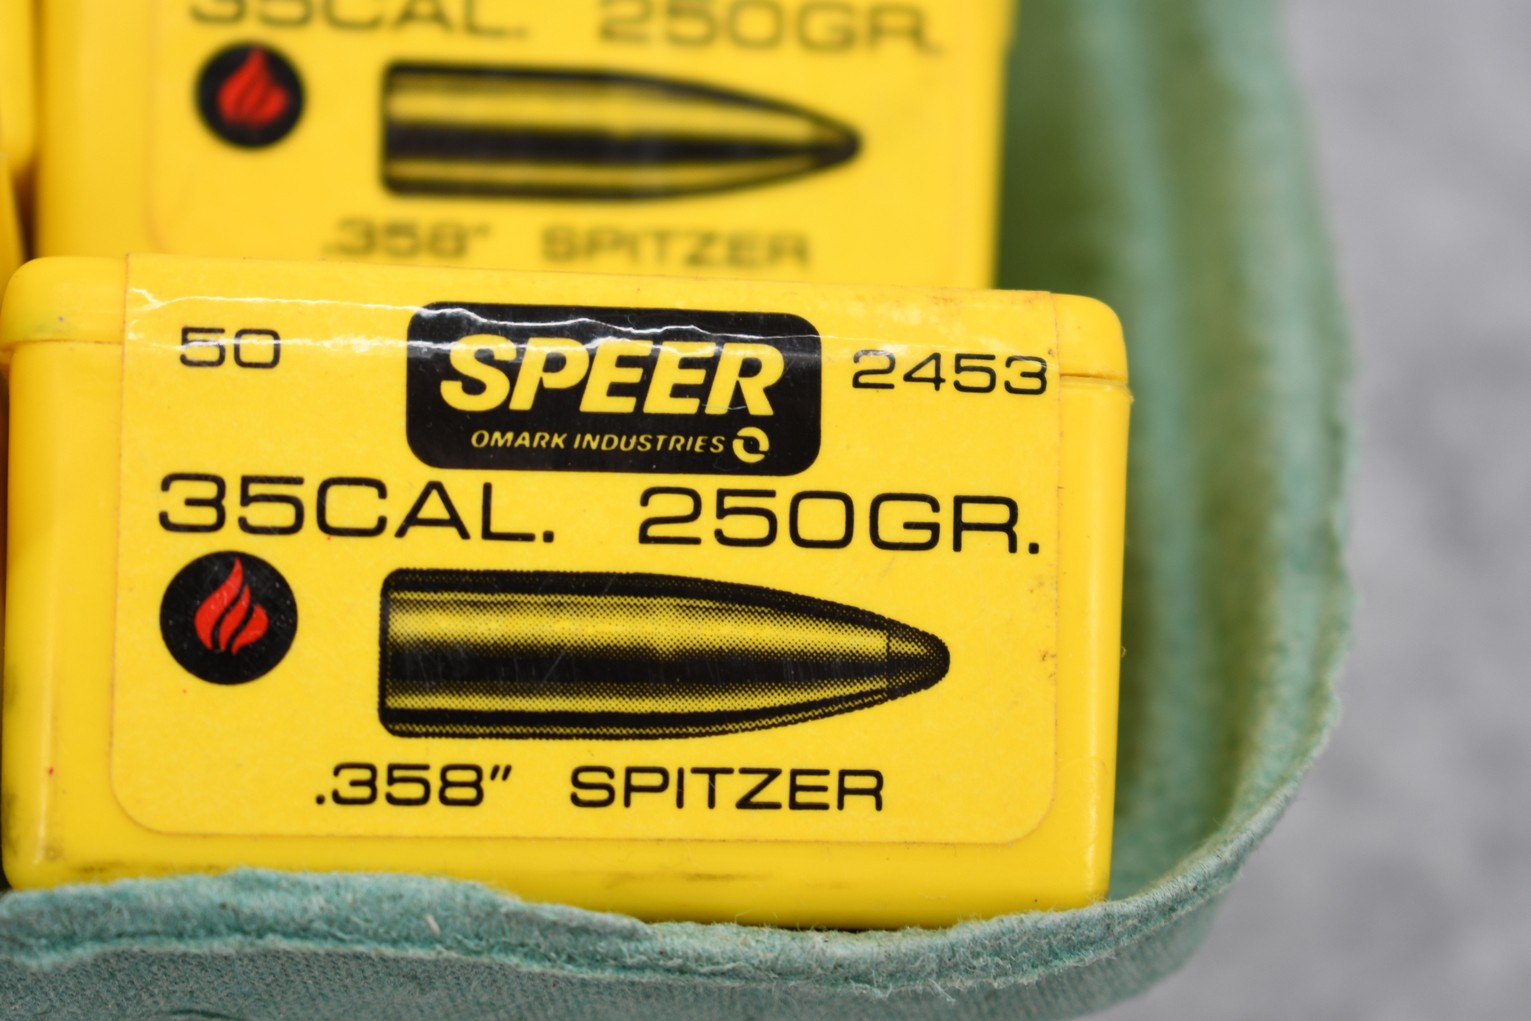 35CAL. 250GR.
.358" SPITZER
50 SPEER 2453
OMARK INDUSTRIES
35CAL. 250GR.
.358" SPITZER